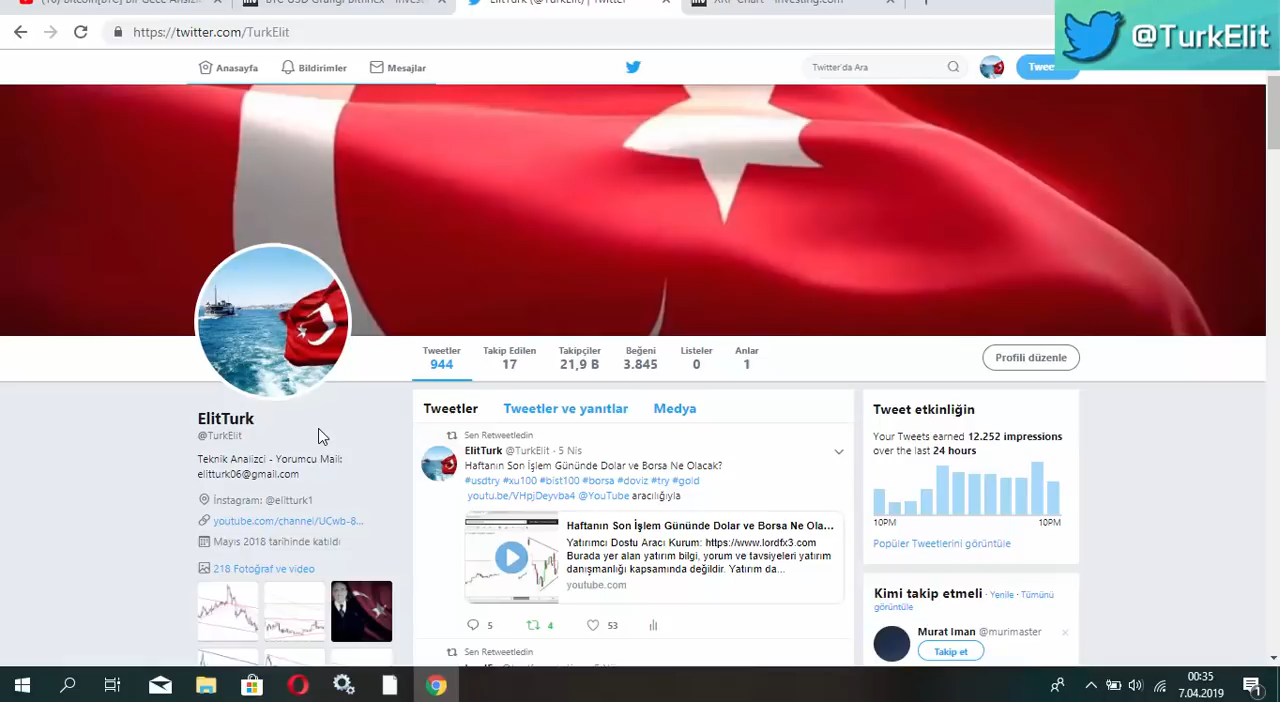 https://twitter.com/TurkElit
@TurkElit
Anasayfa
Bildirimler
Mesajlar
Twitter'da Ara
Tweetler
944
Takip Edilen
17
Takipçiler
21,9 B
Beğeni
3.845
Listeler
0
Anlar
1
Profili düzenle
ElitTurk
@TurkElit
Teknik Analizci - Yorumcu Mail:
elitturk06@gmail.com
İnstagram: @elitturk1
youtube.com/channel/UCwb-8...
Mayıs 2018 tarihinde katıldı
218 Fotoğraf ve video
Tweetler
Tweetler ve yanıtlar
Medya
Sen Retweetledin
ElitTurk @TurkElit - 5 Nis
Haftanın Son İşlem Gününde Dolar ve Borsa Ne Olacak?
#usdtry #xu100 #bist100 #borsa #doviz #try #gold
youtu.be/VHpjDeyvba4 @YouTube aracılığıyla
Haftanın Son İşlem Gününde Dolar ve Borsa Ne Ola...
Yatırımcı Dostu Aracı Kurum: https://www.lordfx3.com
Burada yer alan yatırım bilgi, yorum ve tavsiyeleri yatırım
danışmanlığı kapsamında değildir. Yatırım da...
youtube.com
5
4
53
Sen Retweetledin
Tweet etkinliğin
Your Tweets earned 12.252 impressions
over the last 24 hours
10PM
10PM
Popüler Tweetlerini görüntüle
Kimi takip etmeli · Yenile · Tümünü
görüntüle
Murat Iman @murimaster
Takip et
00:35
7.04.2019
1